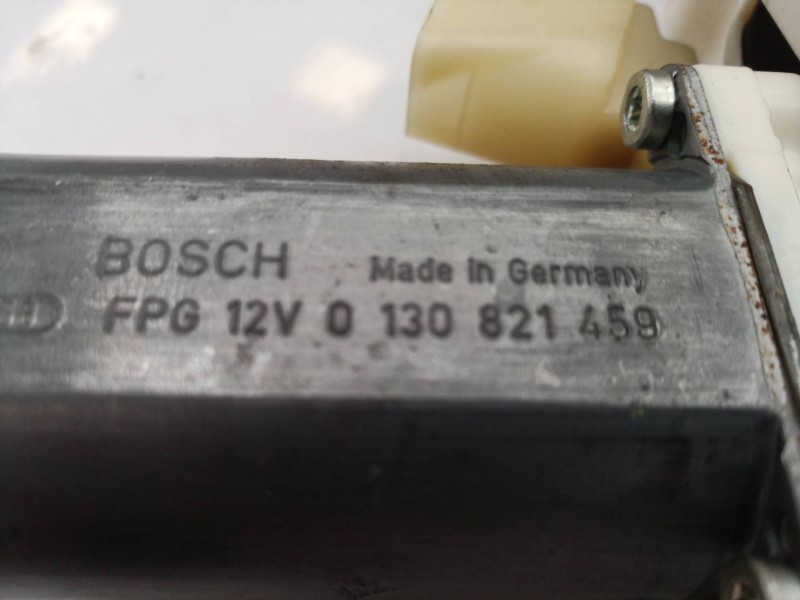 BOSCH Made in Germany
FPG 12V 0 130 821 459